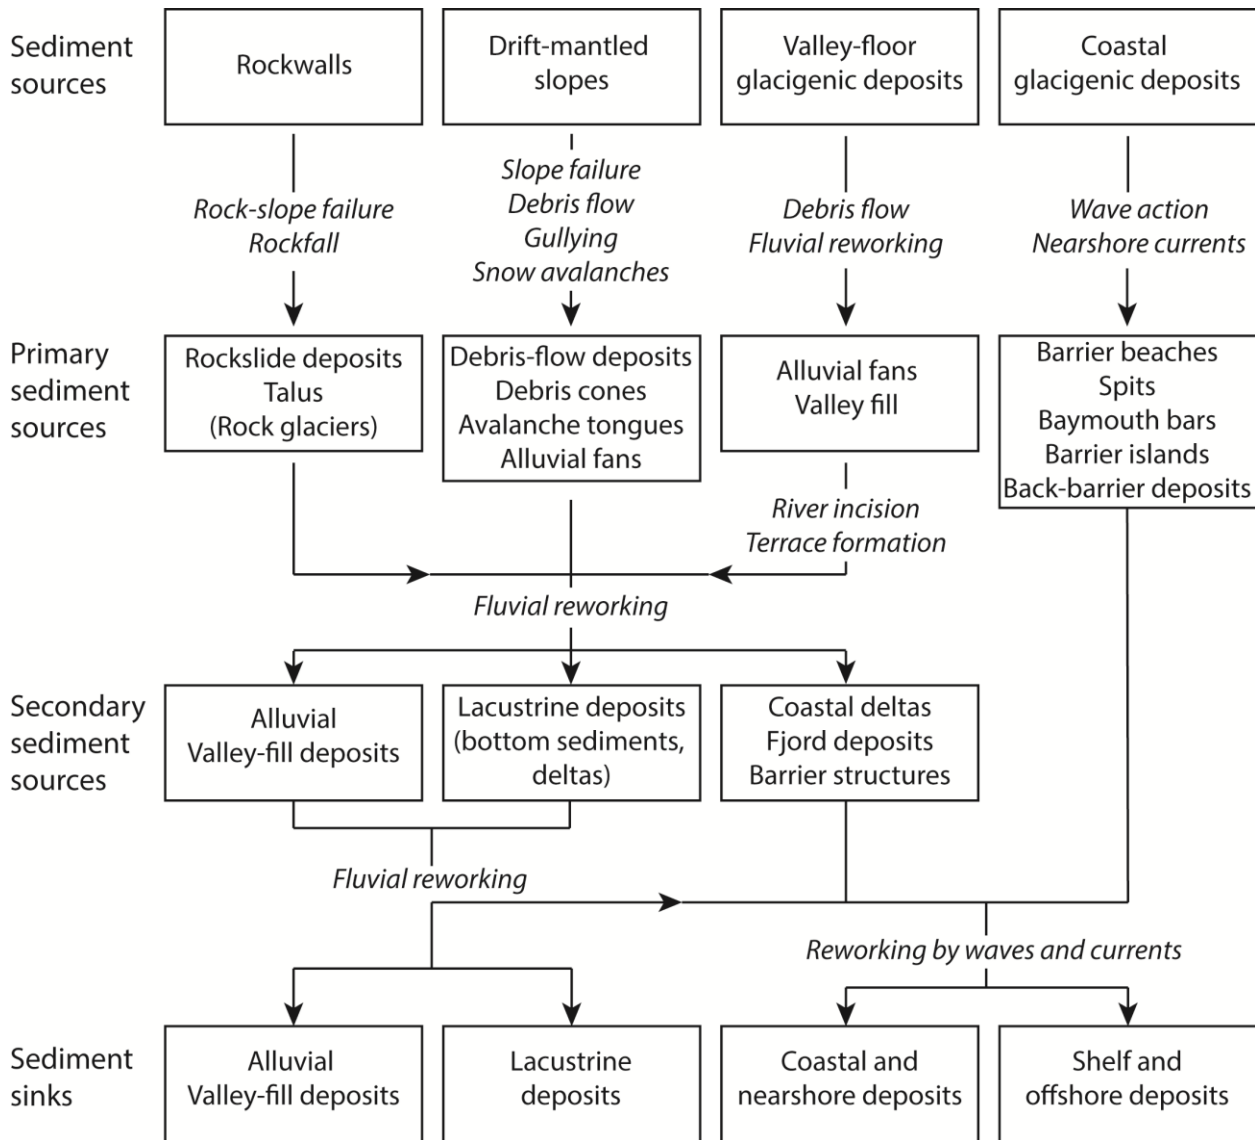 Sediment
sources
Rockwalls
Drift-mantled
slopes
Valley-floor
glacigenic deposits
Coastal
glacigenic deposits
Rock-slope failure
Rockfall
Slope failure
Debris flow
Gullying
Snow avalanches
Debris flow
Fluvial reworking
Wave action
Nearshore currents
Primary
sediment
sources
Rockslide deposits
Talus
(Rock glaciers)
Debris-flow deposits
Debris cones
Avalanche tongues
Alluvial fans
Alluvial fans
Valley fill
Barrier beaches
Spits
Baymouth bars
Barrier islands
Back-barrier deposits
River incision
Terrace formation
Fluvial reworking
Secondary
sediment
sources
Alluvial
Valley-fill deposits
Lacustrine deposits
(bottom sediments,
deltas)
Coastal deltas
Fjord deposits
Barrier structures
Fluvial reworking
Reworking by waves and currents
Sediment
sinks
Alluvial
Valley-fill deposits
Lacustrine
deposits
Coastal and
nearshore deposits
Shelf and
offshore deposits